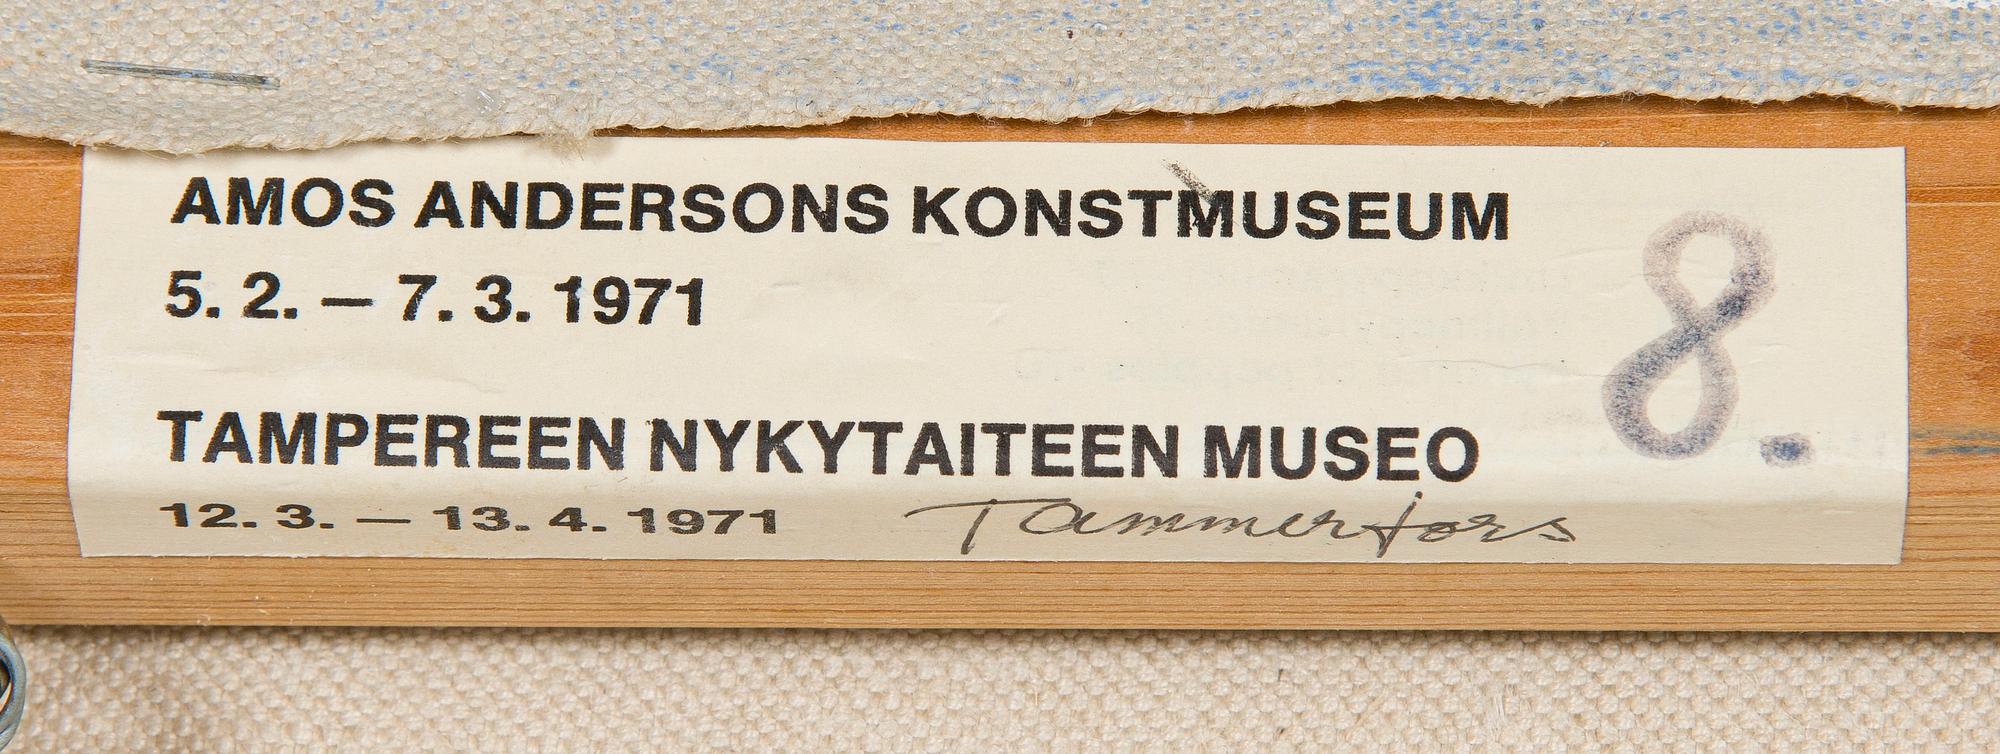 AMOS ANDERSONS KONSTMUSEUM
5. 2. — 7. 3. 1971
8.
TAMPEREEN NYKYTAITEEN MUSEO
12. 3. — 13. 4. 1971 Tammerfors